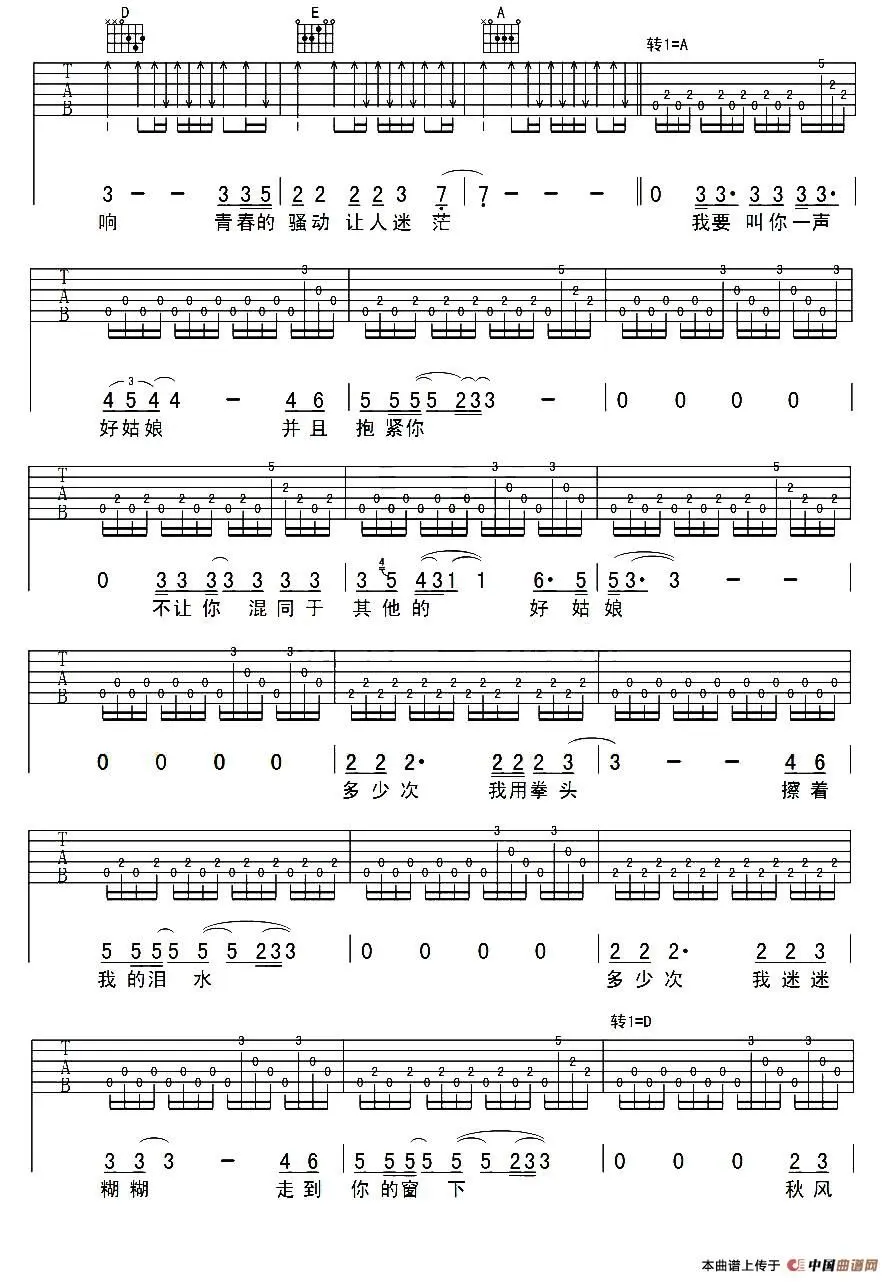 D E A
转1=A
T A B
3 - - 3 3 5 | 2 2 2 2 3 7 | 7 - - - || 0 3 3· 3 3 3 3·
响 青春的 骚动 让人迷 茫 我要 叫你一声
T A B
4 5 4 4 - 4 6 | 5 5 5 5 5 2 3 3 - | 0 0 0 0 |
好姑娘 并且 抱紧你
T A B
0 3 3 3 3 3 3 3 | 3 5 4 3 1 1 6· 5 | 5 3· 3 - -
不让你 混同于 其他的 好 姑娘
T A B
0 0 0 0 | 2 2 2· 2 2 2 3 | 3 - - 4 6 |
多少次 我用拳头 擦着
T A B
5 5 5 5 5 5 5 2 3 3 | 0 0 0 0 | 2 2 2· 2 2 3
我的泪 水 多少次 我迷迷
转1=D
T A B
3 3 3 - 4 6 | 5 5 5 5 5 5 5 2 3 3 | 0 0 0 2 3
糊糊 走到 你的窗 下 秋风
本曲谱上传于 中国曲谱网